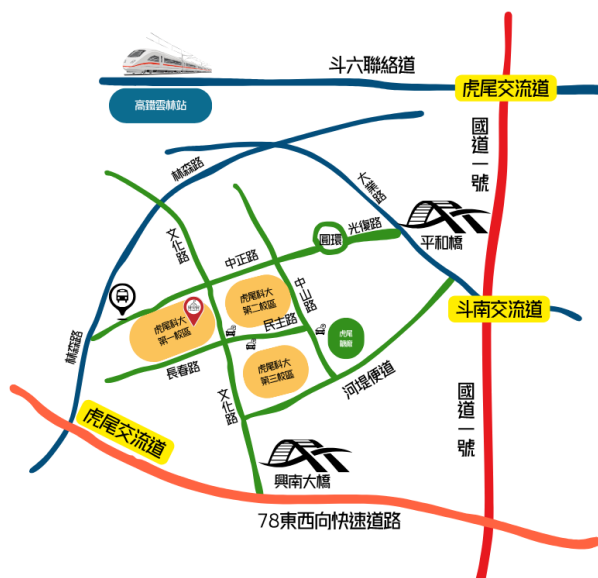 斗六聯絡道
虎尾交流道
高鐵雲林站
國道一號
林森路
大業路
文化路
光復路
圓環
平和橋
中正路
中山路
虎尾科大
第二校區
斗南交流道
虎尾科大
第一校區
民主路
虎尾
糖廠
林森路
長春路
虎尾科大
第三校區
河堤便道
國道一號
文化路
虎尾交流道
興南大橋
78東西向快速道路